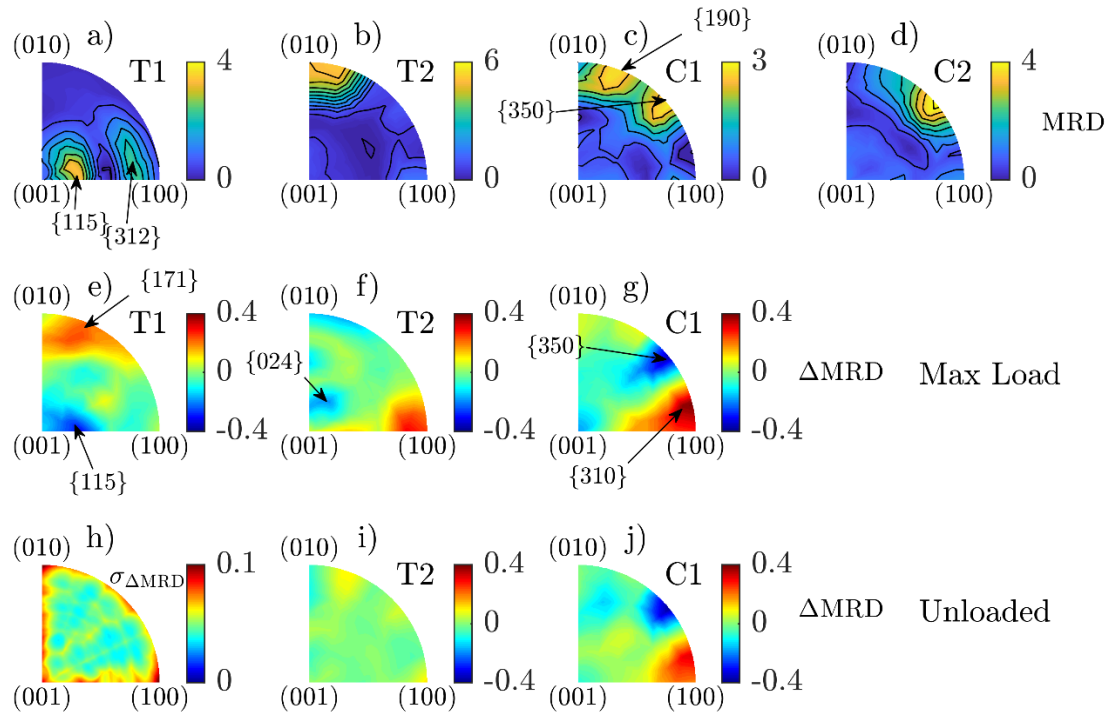 {190}
a) b) c) d)
(010) T1 4 (010) T2 6 (010) C1 3 (010) C2 4
{350} MRD
0 0 0 0
(001) (100) (001) (100) (001) (100) (001) (100)
{115} {312}
e) {171} f) g)
(010) T1 0.4 (010) T2 0.4 (010) C1 0.4
{024} {350} 0 0 0 ΔMRD Max Load
-0.4 -0.4 -0.4
(001) (100) (001) (100) (001) (100)
{115} {310}
h) i) j)
(010) σΔMRD 0.1 (010) T2 0.4 (010) C1 0.4
0 0 ΔMRD Unloaded
0 -0.4 -0.4
(001) (100) (001) (100) (001) (100)